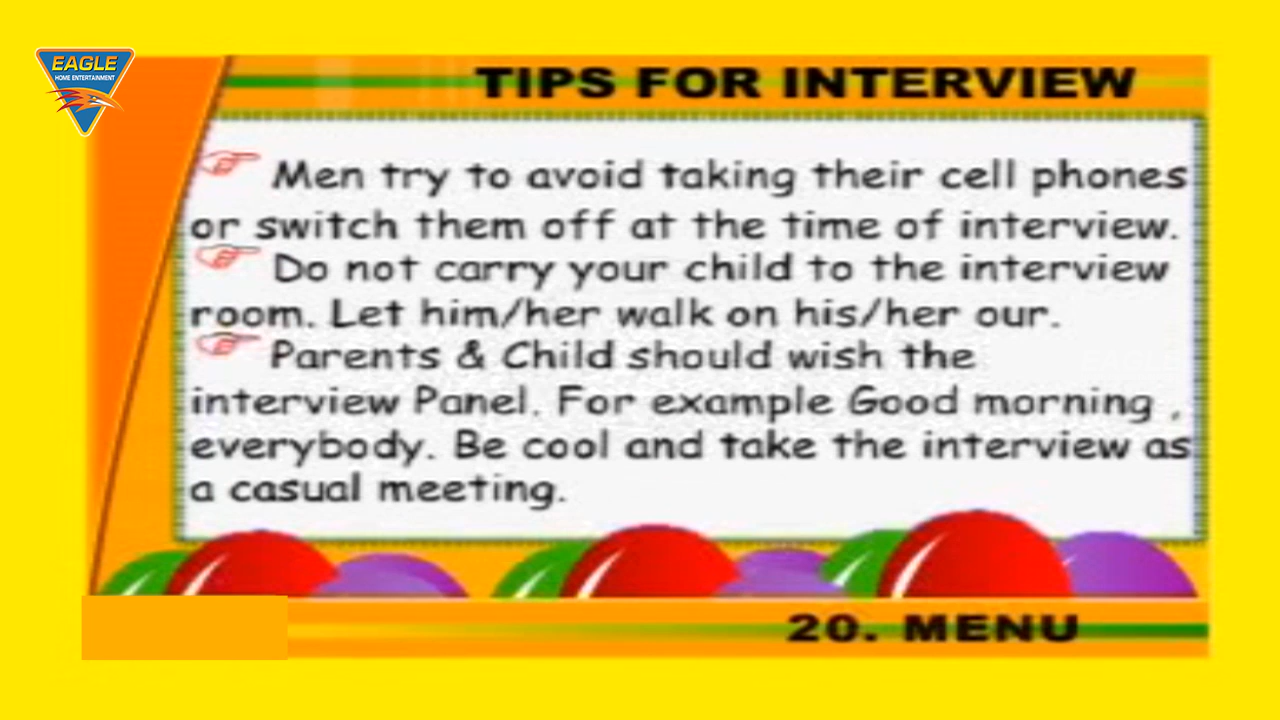 EAGLE
HOME ENTERTAINMENT
TIPS FOR INTERVIEW
Men try to avoid taking their cell phones
or switch them off at the time of interview.
Do not carry your child to the interview
room. Let him/her walk on his/her our.
Parents & Child should wish the
interview Panel. For example Good morning ,
everybody. Be cool and take the interview as
a casual meeting.
20. MENU